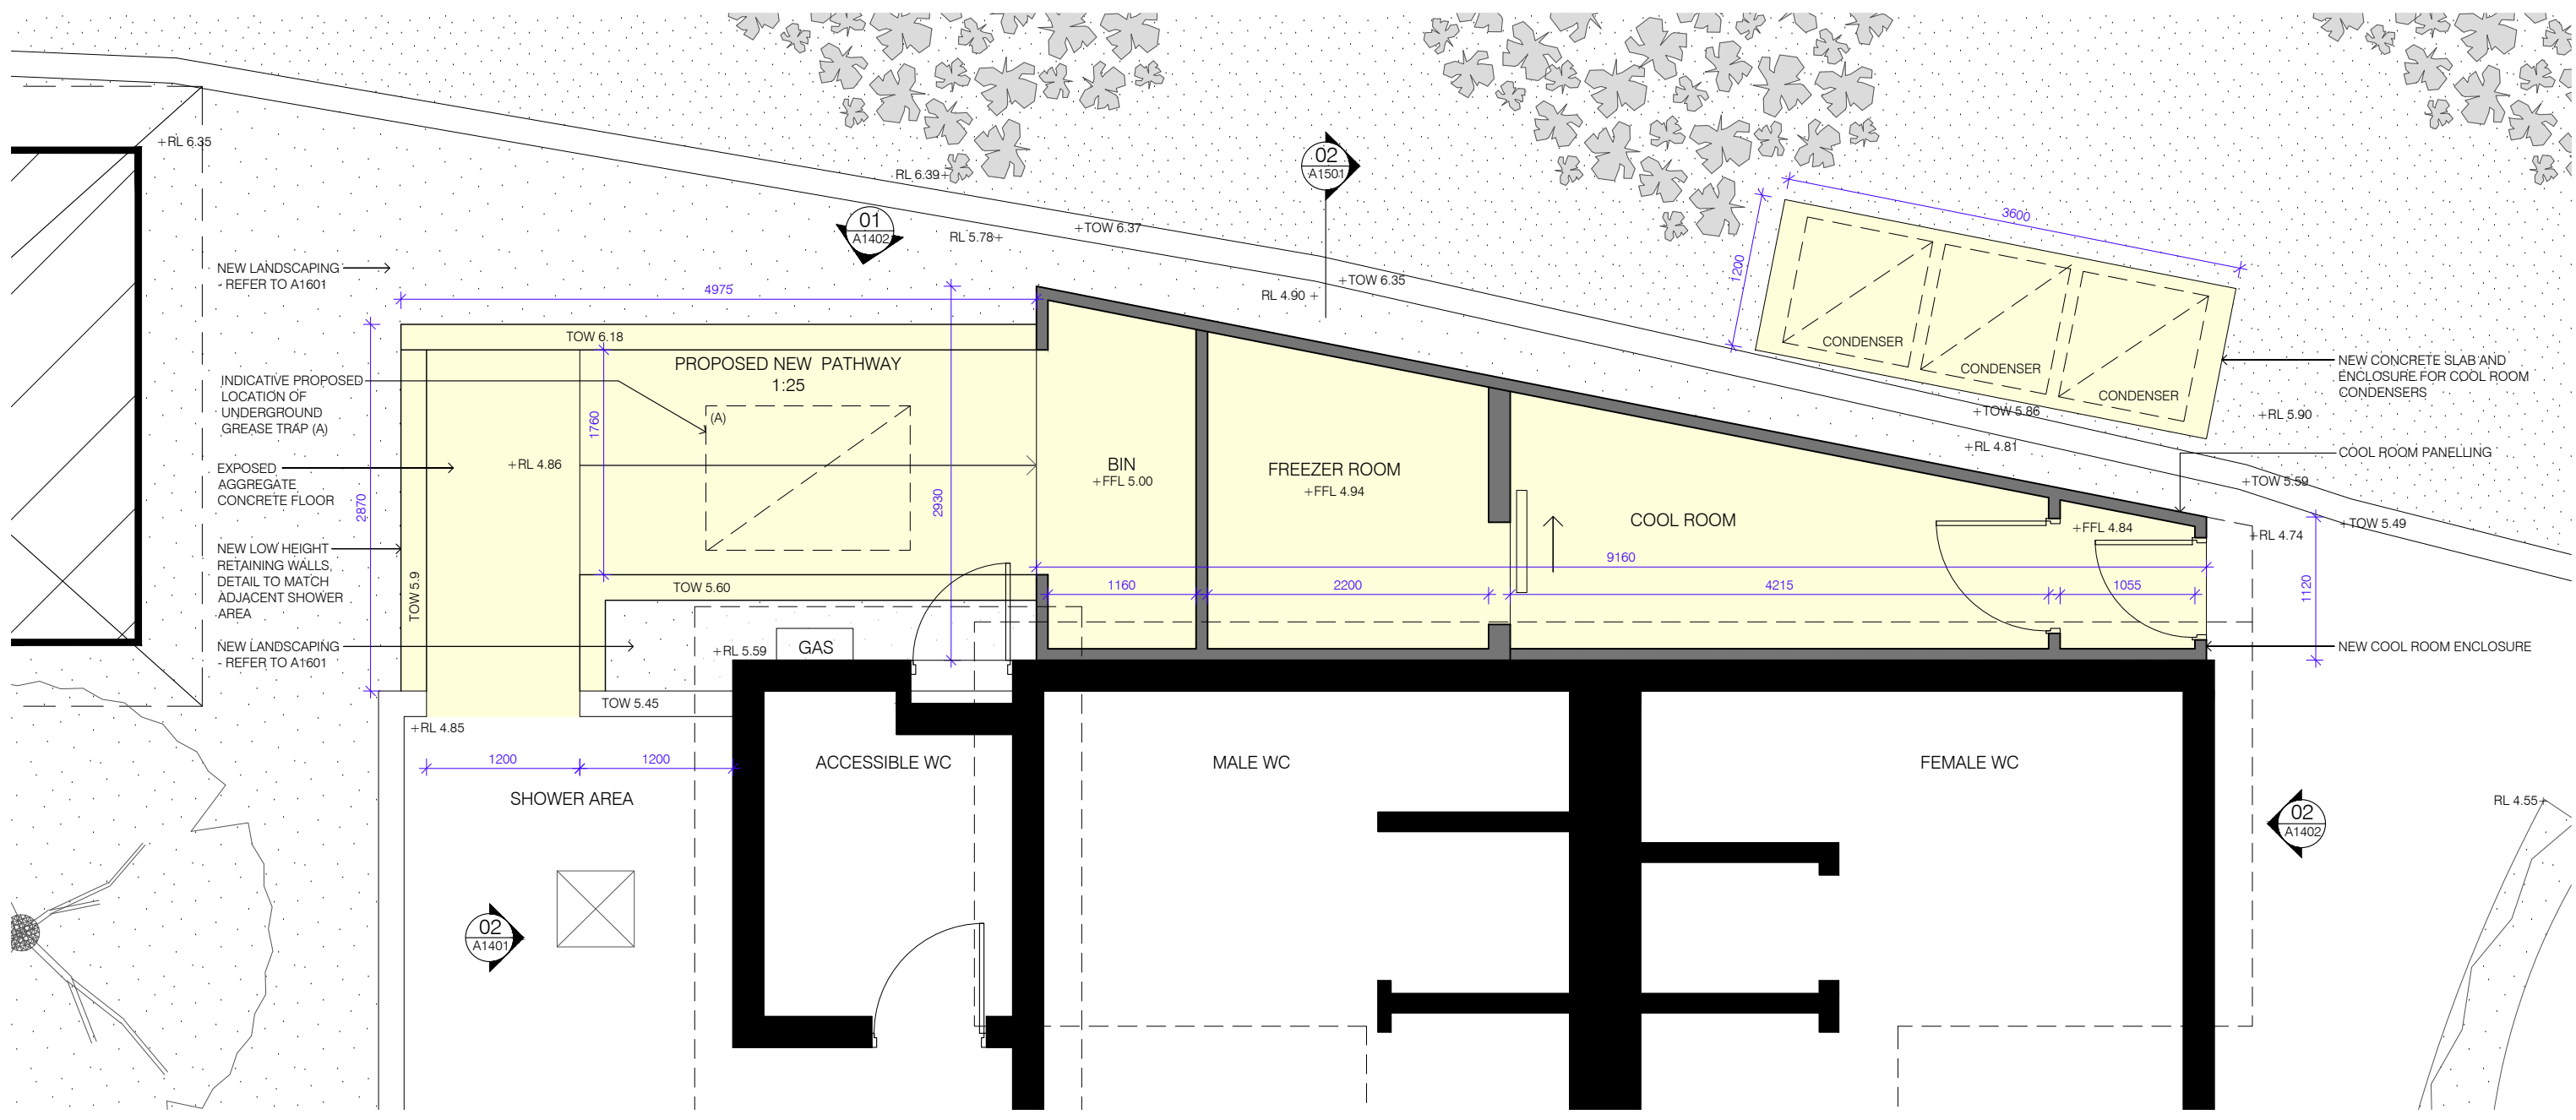 +RL 6.35
RL 6.39+
02
A1501
01
A1402
RL 5.78+
+TOW 6.37
3600
1200
NEW LANDSCAPING
- REFER TO A1601
4975
+TOW 6.35
RL 4.90 +
TOW 6.18
PROPOSED NEW PATHWAY
1:25
CONDENSER
CONDENSER
CONDENSER
NEW CONCRETE SLAB AND
ENCLOSURE FOR COOL ROOM
CONDENSERS
INDICATIVE PROPOSED
LOCATION OF
UNDERGROUND
GREASE TRAP (A)
(A)
1760
+TOW 5.86
+RL 5.90
+RL 4.81
COOL ROOM PANELLING
EXPOSED
AGGREGATE
CONCRETE FLOOR
+RL 4.86
2870
2930
BIN
+FFL 5.00
FREEZER ROOM
+FFL 4.94
COOL ROOM
+TOW 5.59
+FFL 4.84
+TOW 5.49
+RL 4.74
NEW LOW HEIGHT
RETAINING WALLS,
DETAIL TO MATCH
ADJACENT SHOWER
AREA
TOW 5.9
TOW 5.60
9160
1160
2200
4215
1055
1120
NEW LANDSCAPING
- REFER TO A1601
+RL 5.59
GAS
NEW COOL ROOM ENCLOSURE
TOW 5.45
+RL 4.85
1200
1200
ACCESSIBLE WC
MALE WC
FEMALE WC
SHOWER AREA
RL 4.55+
02
A1402
02
A1401